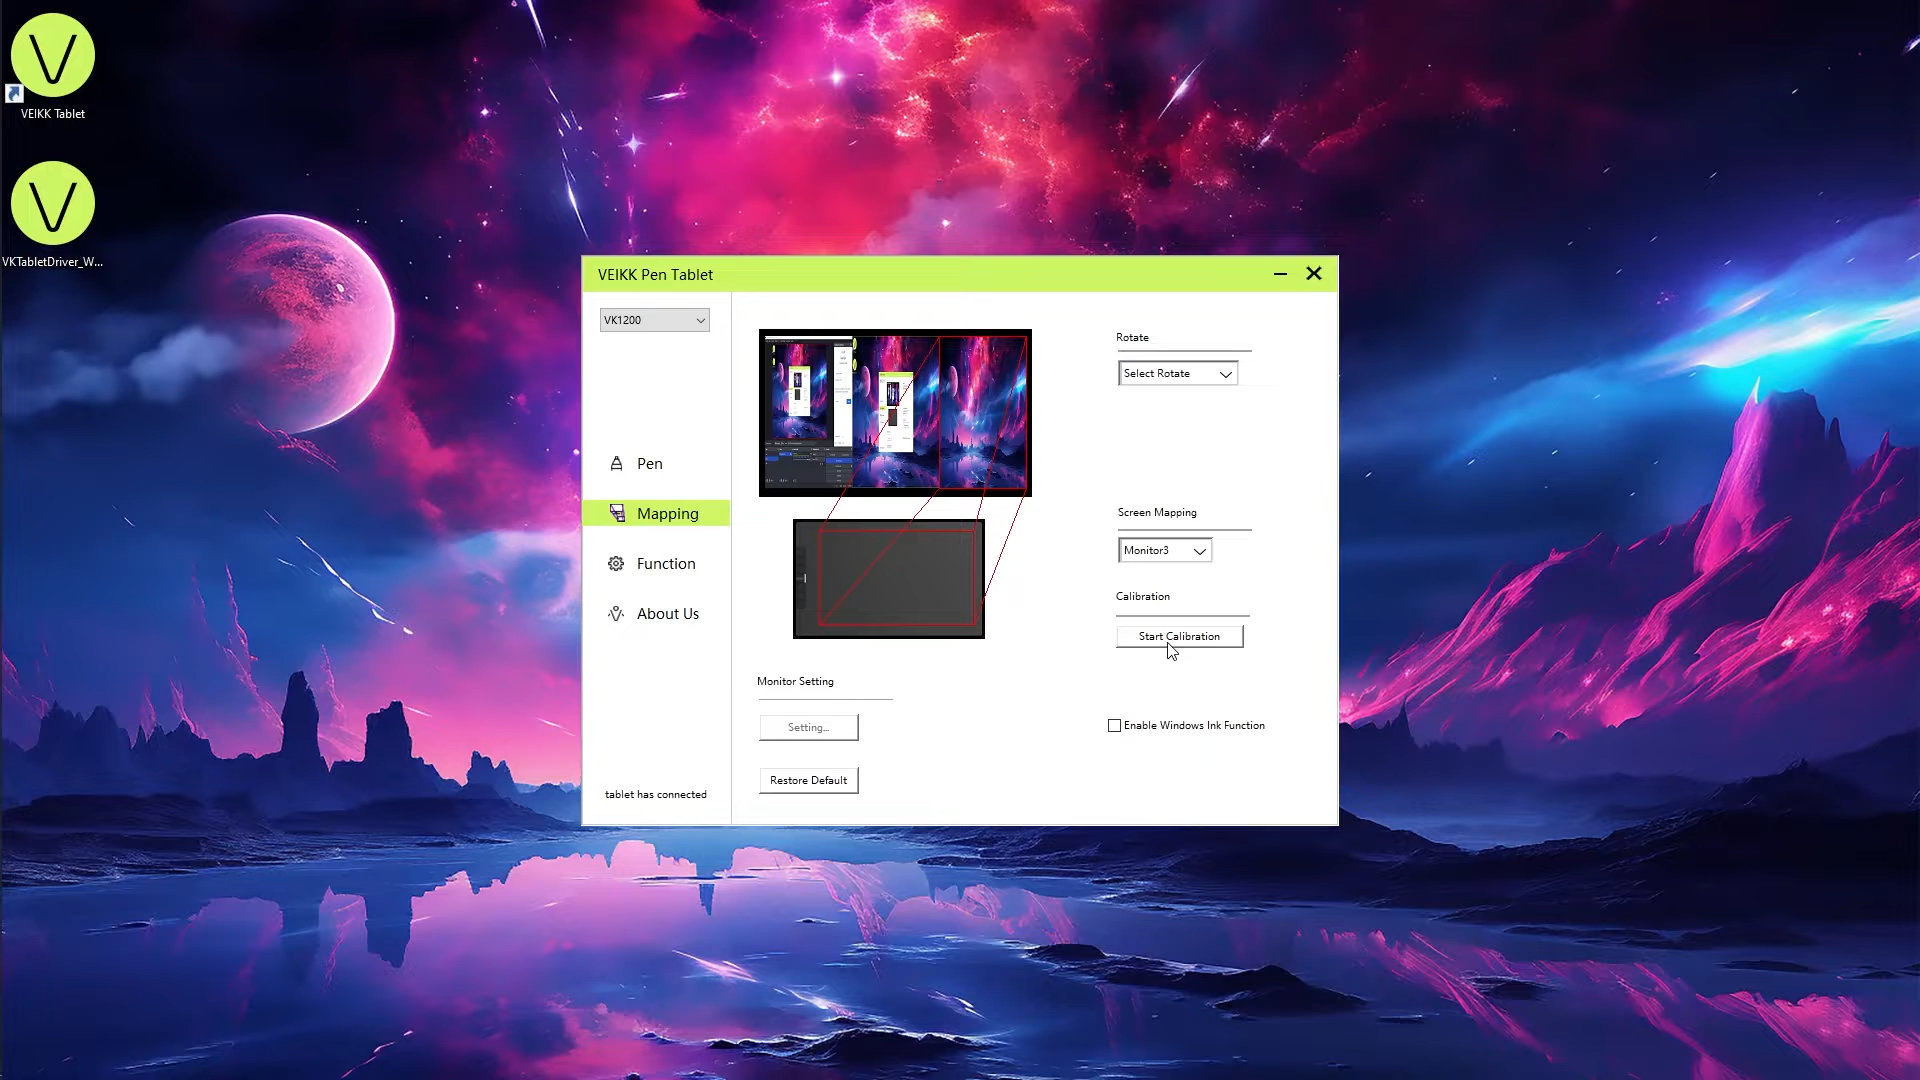 VEIKK Tablet
VKTabletDriver_W...
VEIKK Pen Tablet
VK1200
Pen
Mapping
Function
About Us
tablet has connected
Monitor Setting
Setting...
Restore Default
Rotate
Select Rotate
Screen Mapping
Monitor3
Calibration
Start Calibration
Enable Windows Ink Function